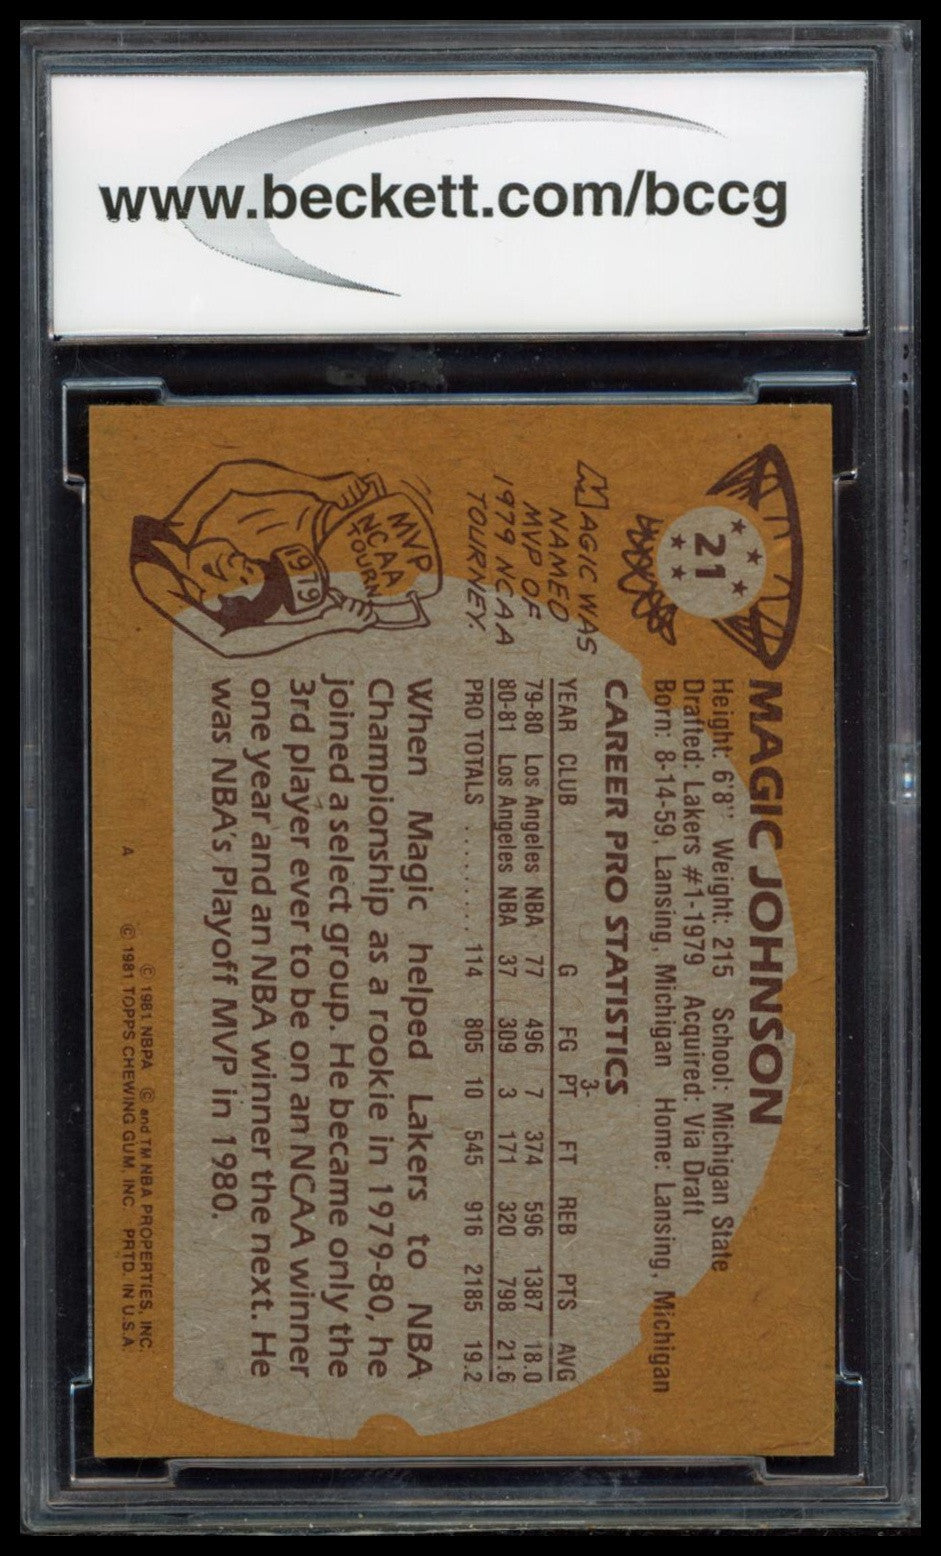 www.beckett.com/bccg
21
MAGIC JOHNSON
Height: 6'8" Weight: 215 School: Michigan State
Drafted: Lakers #1-1979 Acquired: Via Draft
Born: 8-14-59, Lansing, Michigan Home: Lansing, Michigan
CAREER PRO STATISTICS
3-
YEAR CLUB G FG PT FT REB PTS AVG
79-80 Los Angeles NBA 77 496 7 374 596 1387 18.0
80-81 Los Angeles NBA 37 309 3 171 320 798 21.6
PRO TOTALS ......... 114 805 10 545 916 2185 19.2
MAGIC WAS
NAMED
MVP OF
1979 NCAA
TOURNEY.
MVP
NCAA
TOURN.
1979
When Magic helped Lakers to NBA
Championship as a rookie in 1979-80, he
joined a select group. He became only the
3rd player ever to be on an NCAA winner
one year and an NBA winner the next. He
was NBA's Playoff MVP in 1980.
© 1981 NBPA © and TM NBA PROPERTIES, INC.
A © 1981 TOPPS CHEWING GUM, INC. PRTD. IN U.S.A.